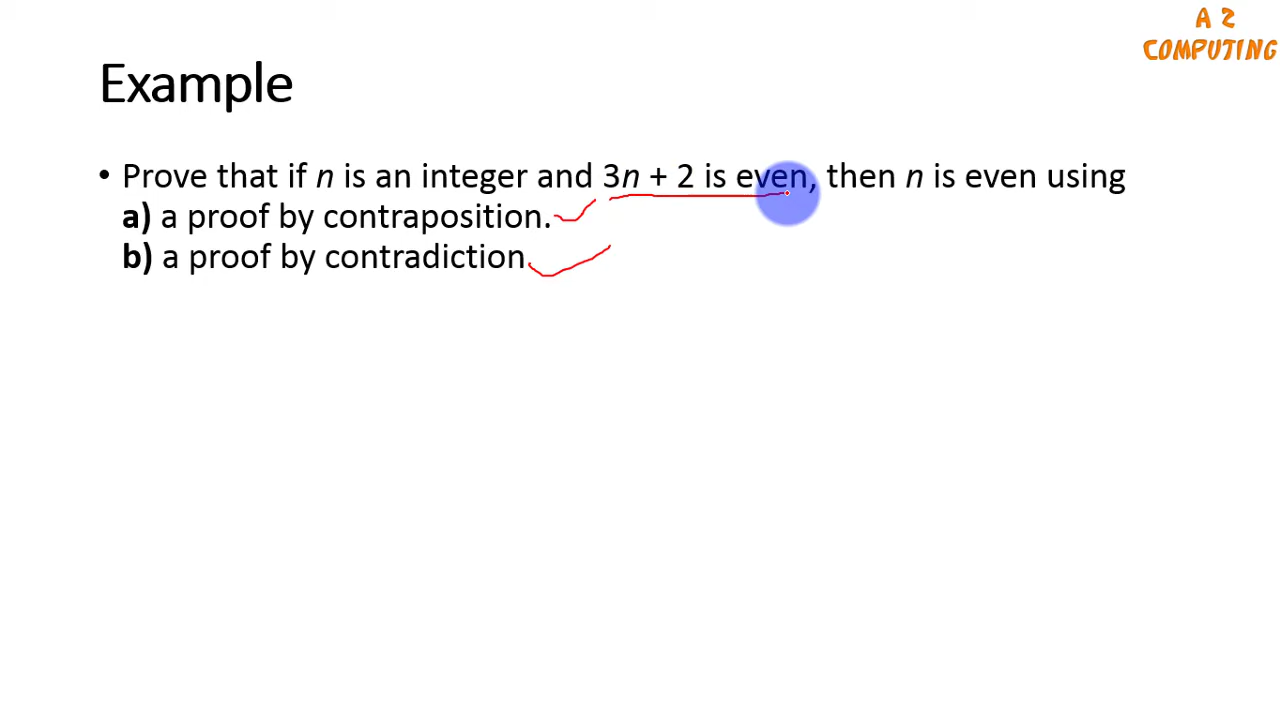 A Z
COMPUTING
Example
• Prove that if n is an integer and 3n + 2 is even, then n is even using
a) a proof by contraposition.
b) a proof by contradiction